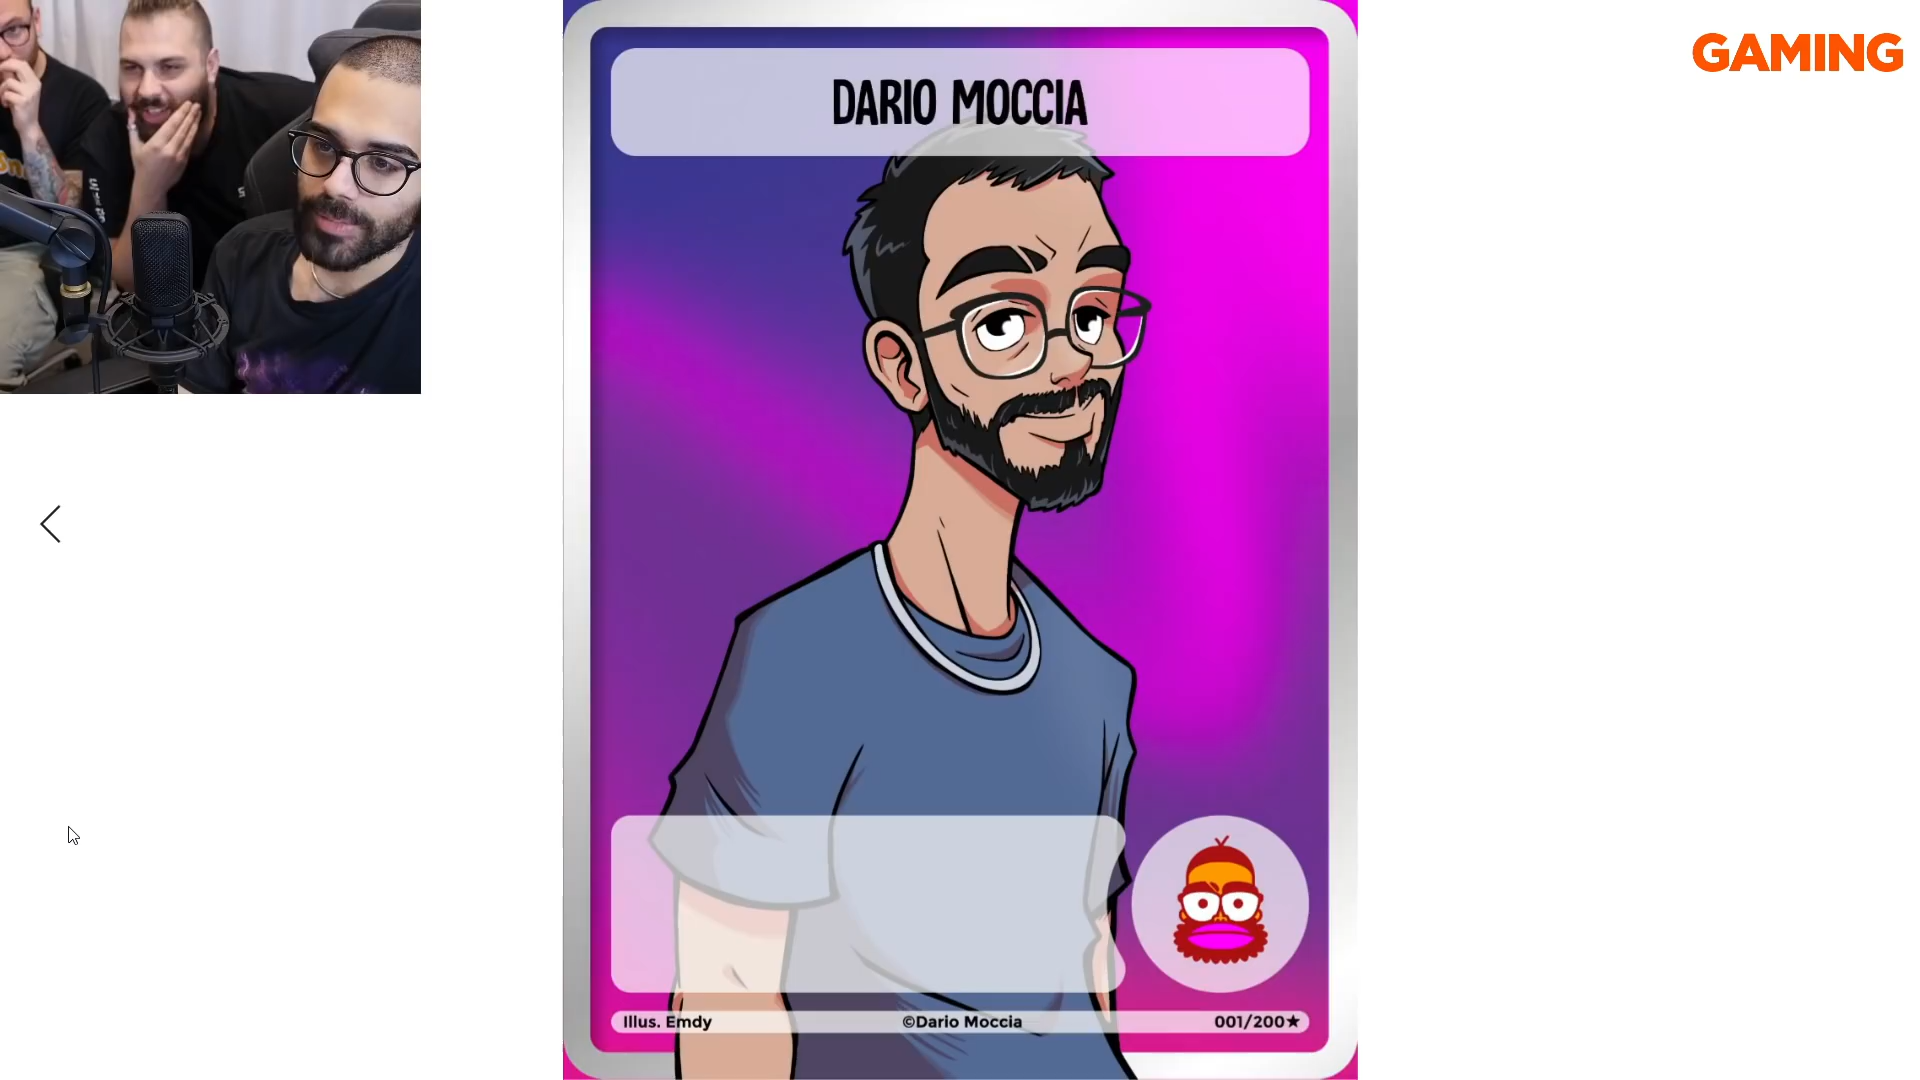 GAMING
DARIO MOCCIA
Illus. Emdy
©Dario Moccia
001/200★